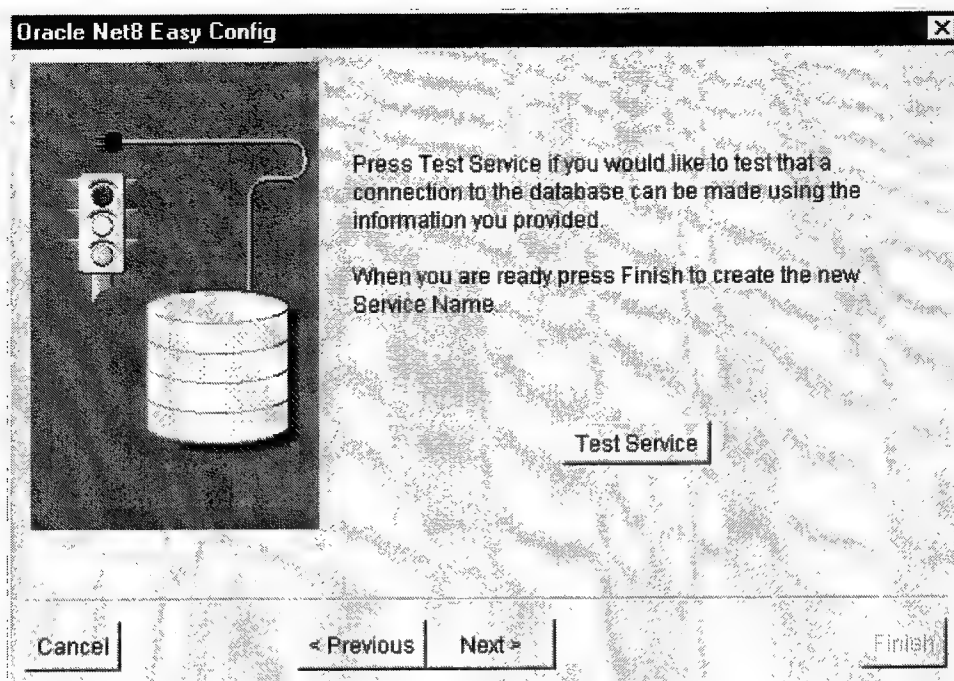 Oracle Net8 Easy Config
Press Test Service if you would like to test that a
connection to the database can be made using the
information you provided.
When you are ready press Finish to create the new
Service Name.
Test Service
Cancel
< Previous
Next >
Finish